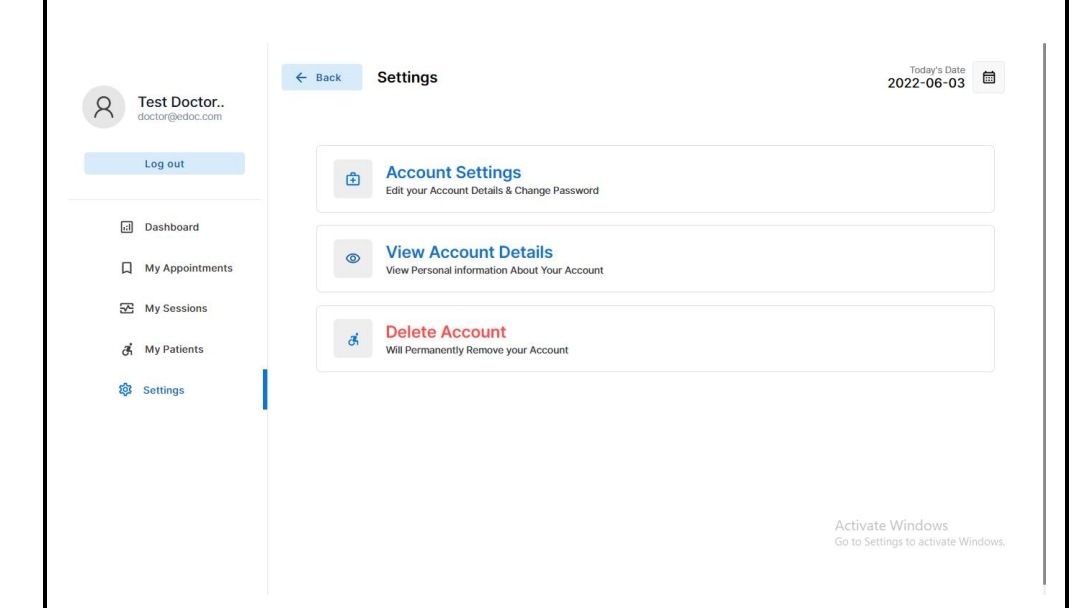 Test Doctor..
doctor@edoc.com
Log out
Dashboard
My Appointments
My Sessions
My Patients
Settings
Back
Settings
Today's Date
2022-06-03
Account Settings
Edit your Account Details & Change Password
View Account Details
View Personal information About Your Account
Delete Account
Will Permanently Remove your Account
Activate Windows
Go to Settings to activate Windows.